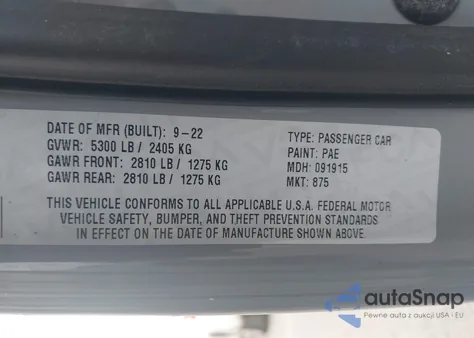 DATE OF MFR (BUILT): 9-22
GVWR: 5300 LB / 2405 KG
GAWR FRONT: 2810 LB / 1275 KG
GAWR REAR: 2810 LB / 1275 KG
TYPE: PASSENGER CAR
PAINT: PAE
MDH: 091915
MKT: 875
THIS VEHICLE CONFORMS TO ALL APPLICABLE U.S.A. FEDERAL MOTOR
VEHICLE SAFETY, BUMPER, AND THEFT PREVENTION STANDARDS
IN EFFECT ON THE DATE OF MANUFACTURE SHOWN ABOVE.
autoSnap
Pewne auto z aukcji USA i EU